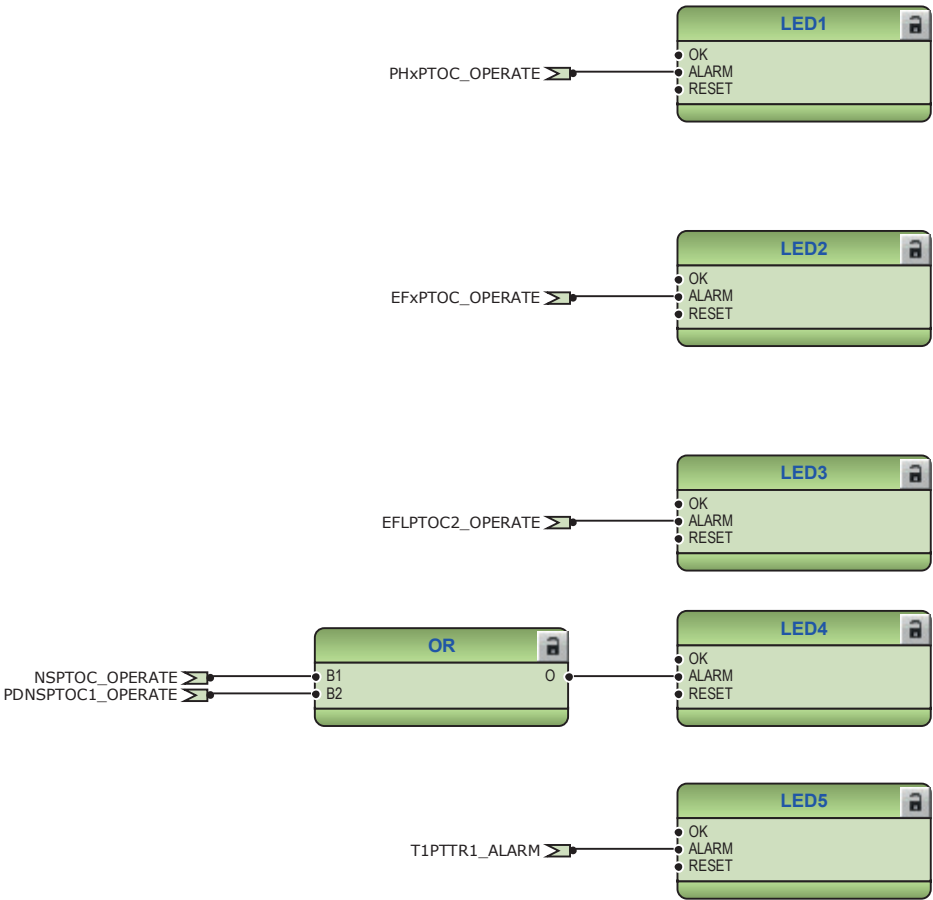 LED1
OK
PHxPTOC_OPERATE
ALARM
RESET
LED2
OK
EFxPTOC_OPERATE
ALARM
RESET
LED3
OK
EFLPTOC2_OPERATE
ALARM
RESET
LED4
OR
OK
NSPTOC_OPERATE
B1
O
ALARM
PDNSPTOC1_OPERATE
B2
RESET
LED5
OK
T1PTTR1_ALARM
ALARM
RESET